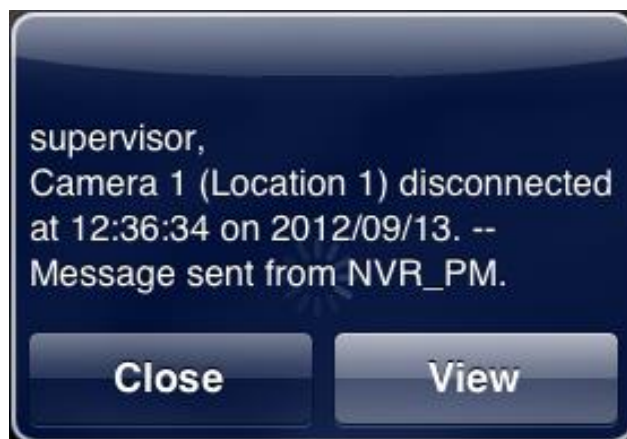 supervisor,
Camera 1 (Location 1) disconnected
at 12:36:34 on 2012/09/13. --
Message sent from NVR_PM.
Close
View